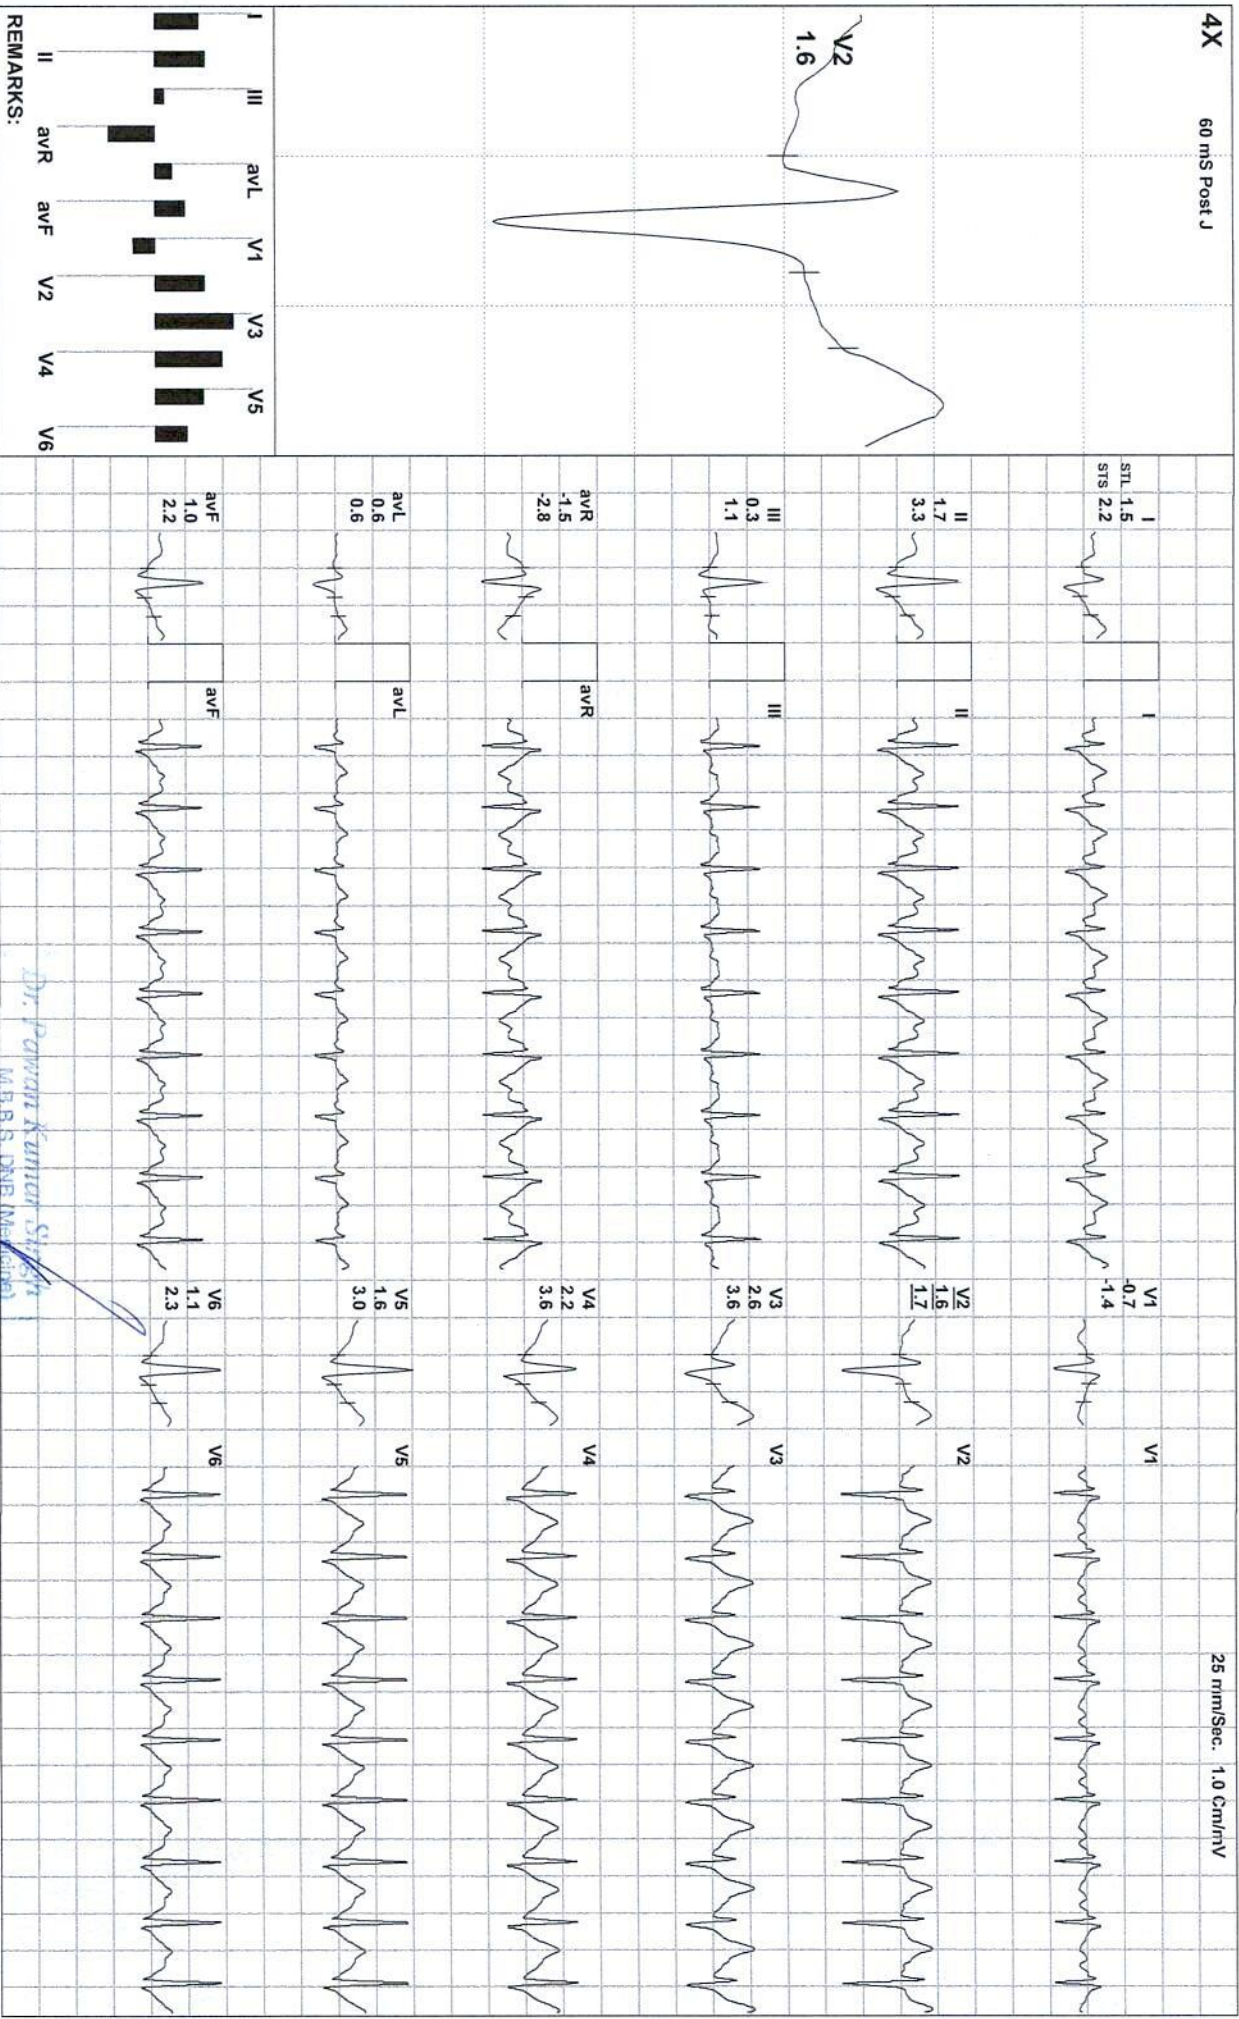 4X
60 mS Post J
V2
1.6
I
II
III
avR
avL
avF
V1
V2
V3
V4
V5
V6
REMARKS:
25 mm/Sec. 1.0 Cm/mV
I
STL 1.5
STS 2.2
I
II
1.7
3.3
II
III
0.3
1.1
III
avR
-1.5
-2.8
avR
avL
0.6
0.6
avL
avF
1.0
2.2
avF
V1
-0.7
-1.4
V1
V2
1.6
1.7
V2
V3
2.6
3.6
V3
V4
2.2
3.6
V4
V5
1.6
3.0
V5
V6
1.1
2.3
V6
Dr. Pawan Kumar Singh
M.B.B.S. DNB (Medicine)